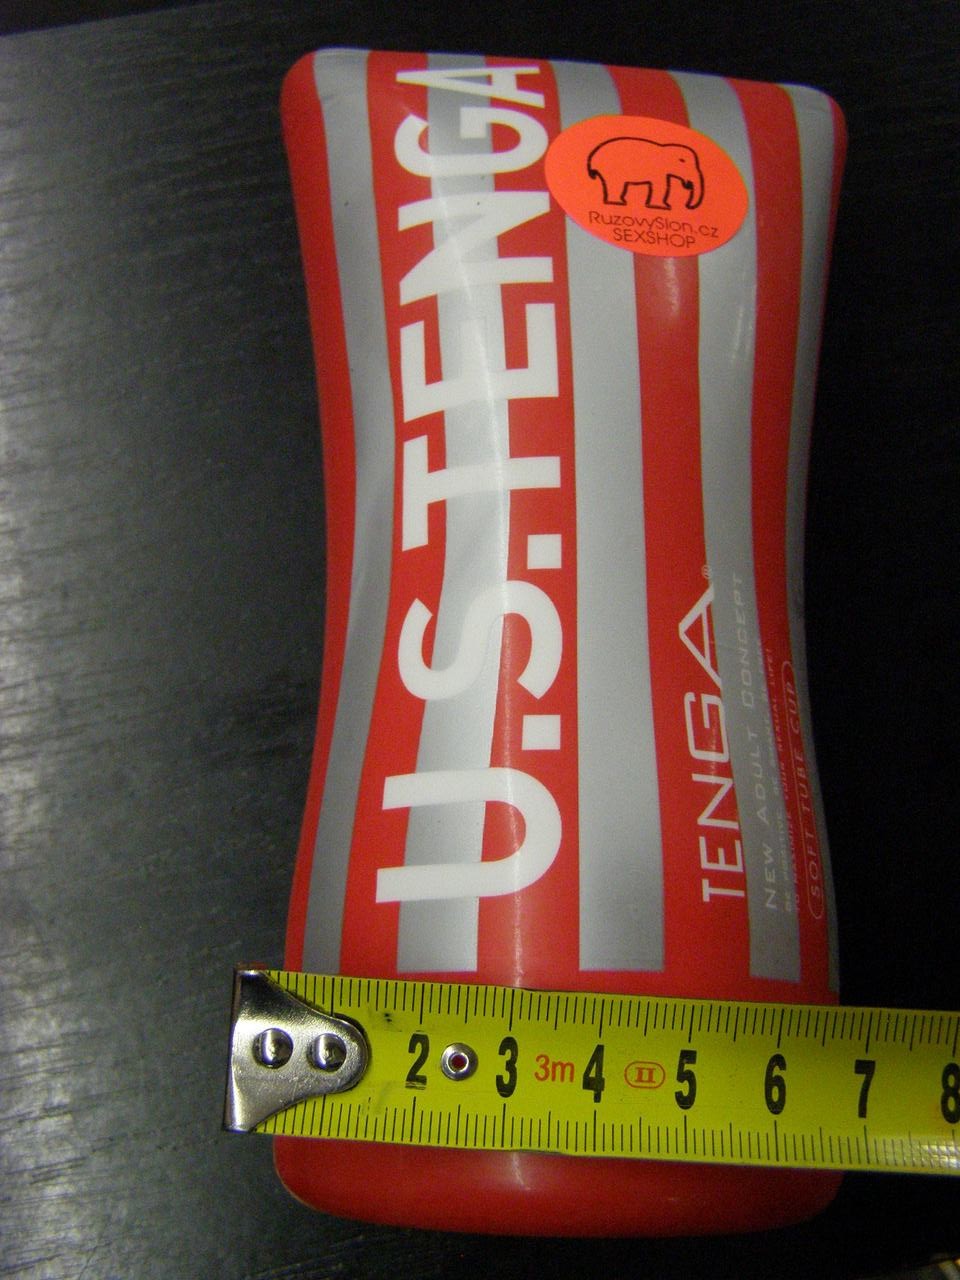 U.S.TENGA
RuzovySlon.cz
SEXSHOP
TENGA®
NEW ADULT CONCEPT
SOFT TUBE CUP
2 3 3m 4 II 5 6 7 8